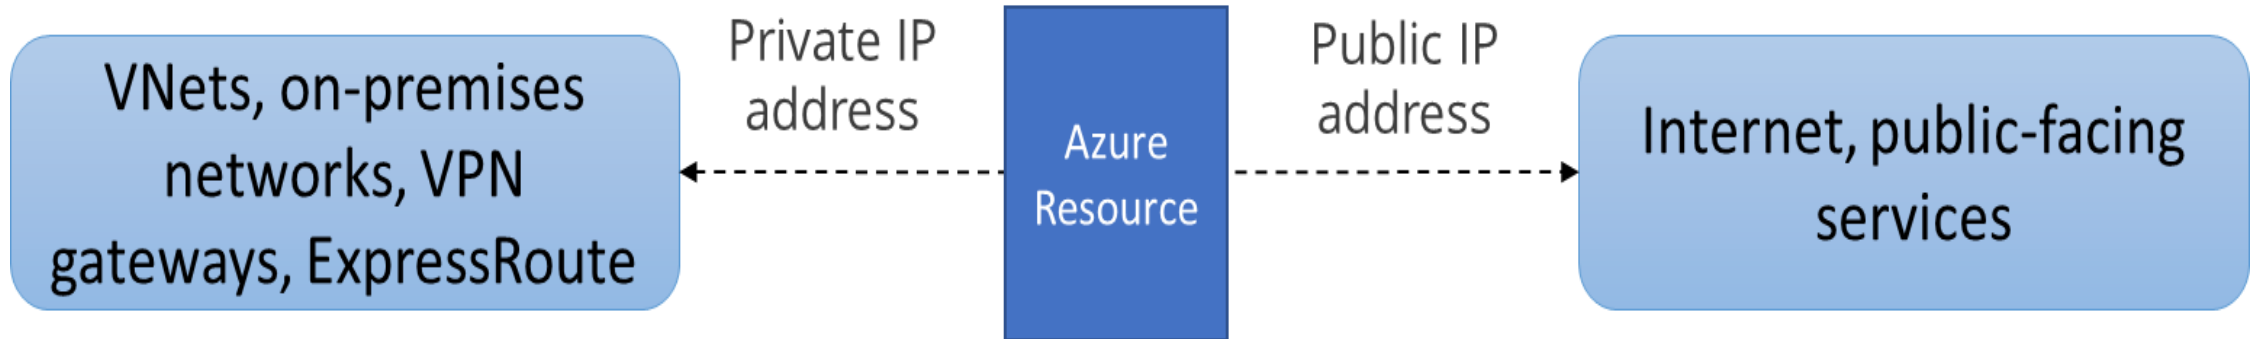 VNets, on-premises
networks, VPN
gateways, ExpressRoute
Private IP
address
Azure
Resource
Public IP
address
Internet, public-facing
services